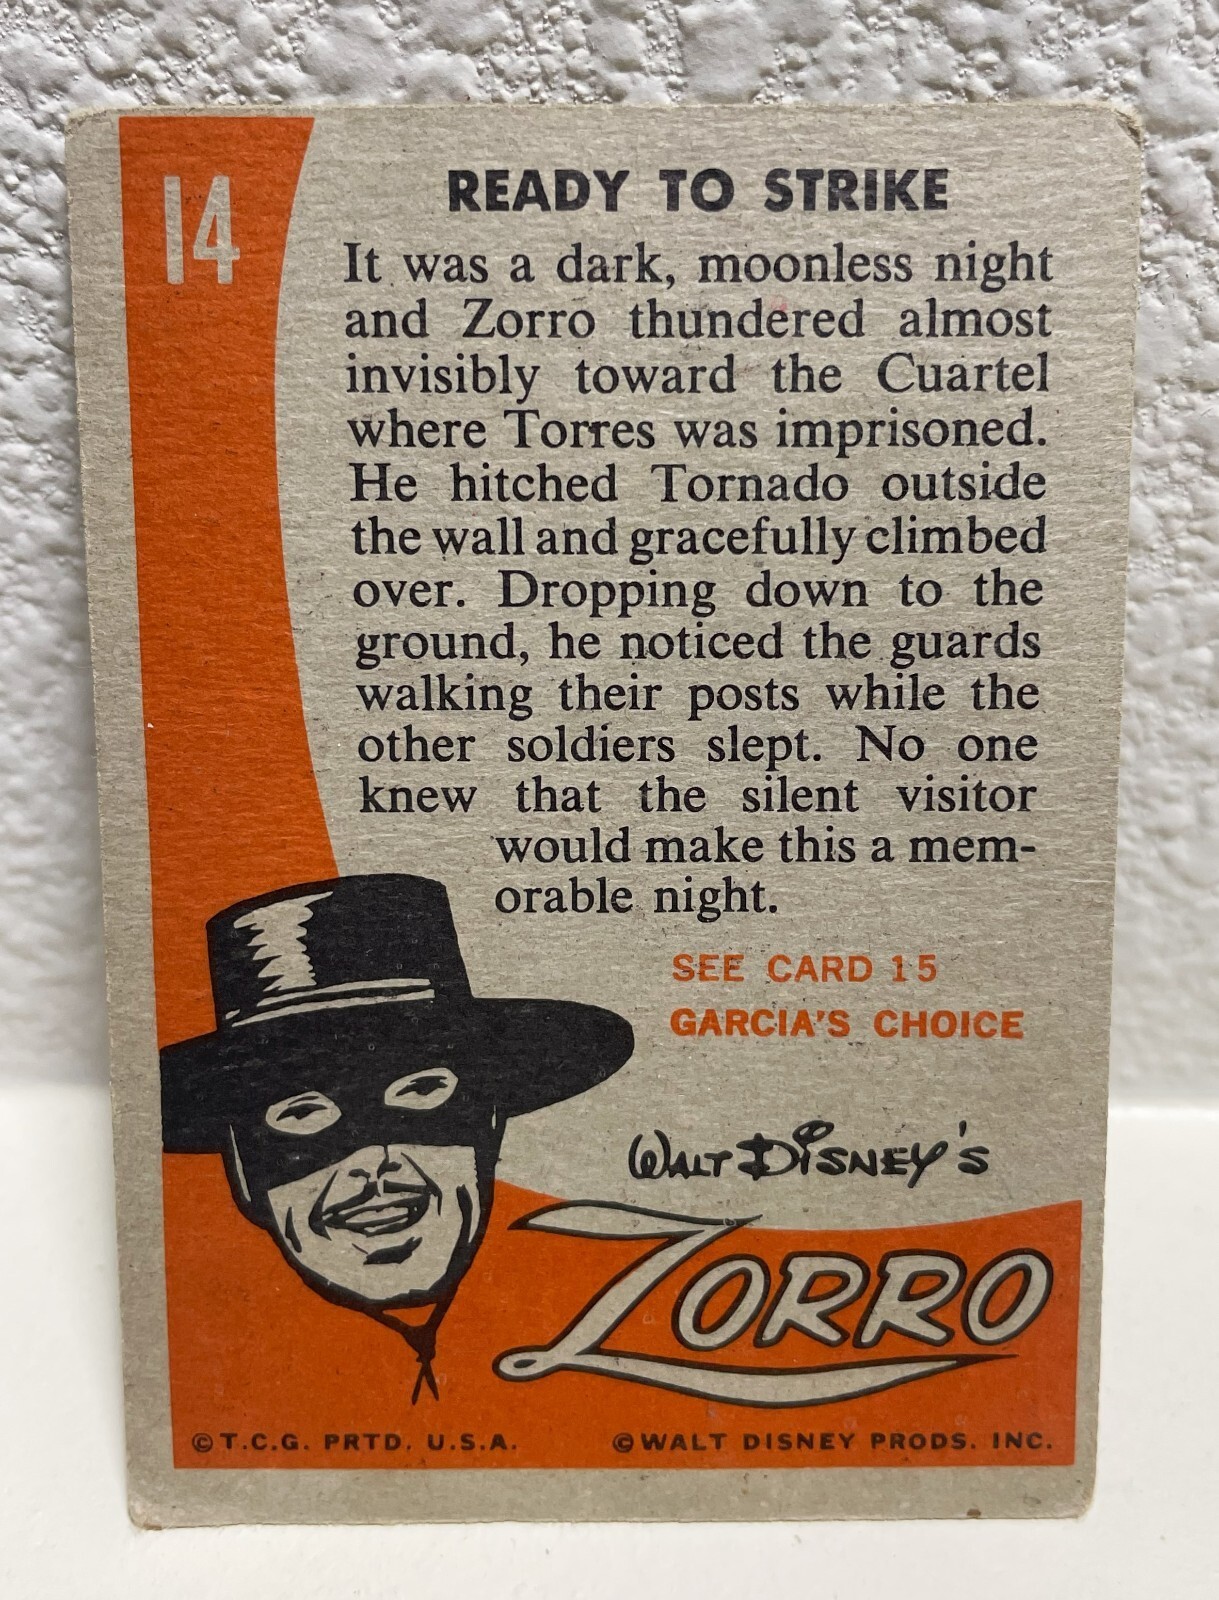 14
READY TO STRIKE
It was a dark, moonless night
and Zorro thundered almost
invisibly toward the Cuartel
where Torres was imprisoned.
He hitched Tornado outside
the wall and gracefully climbed
over. Dropping down to the
ground, he noticed the guards
walking their posts while the
other soldiers slept. No one
knew that the silent visitor
would make this a mem-
orable night.
SEE CARD 15
GARCIA'S CHOICE
WALT DISNEY'S
ZORRO
© T.C.G. PRTD. U.S.A.
© WALT DISNEY PRODS. INC.